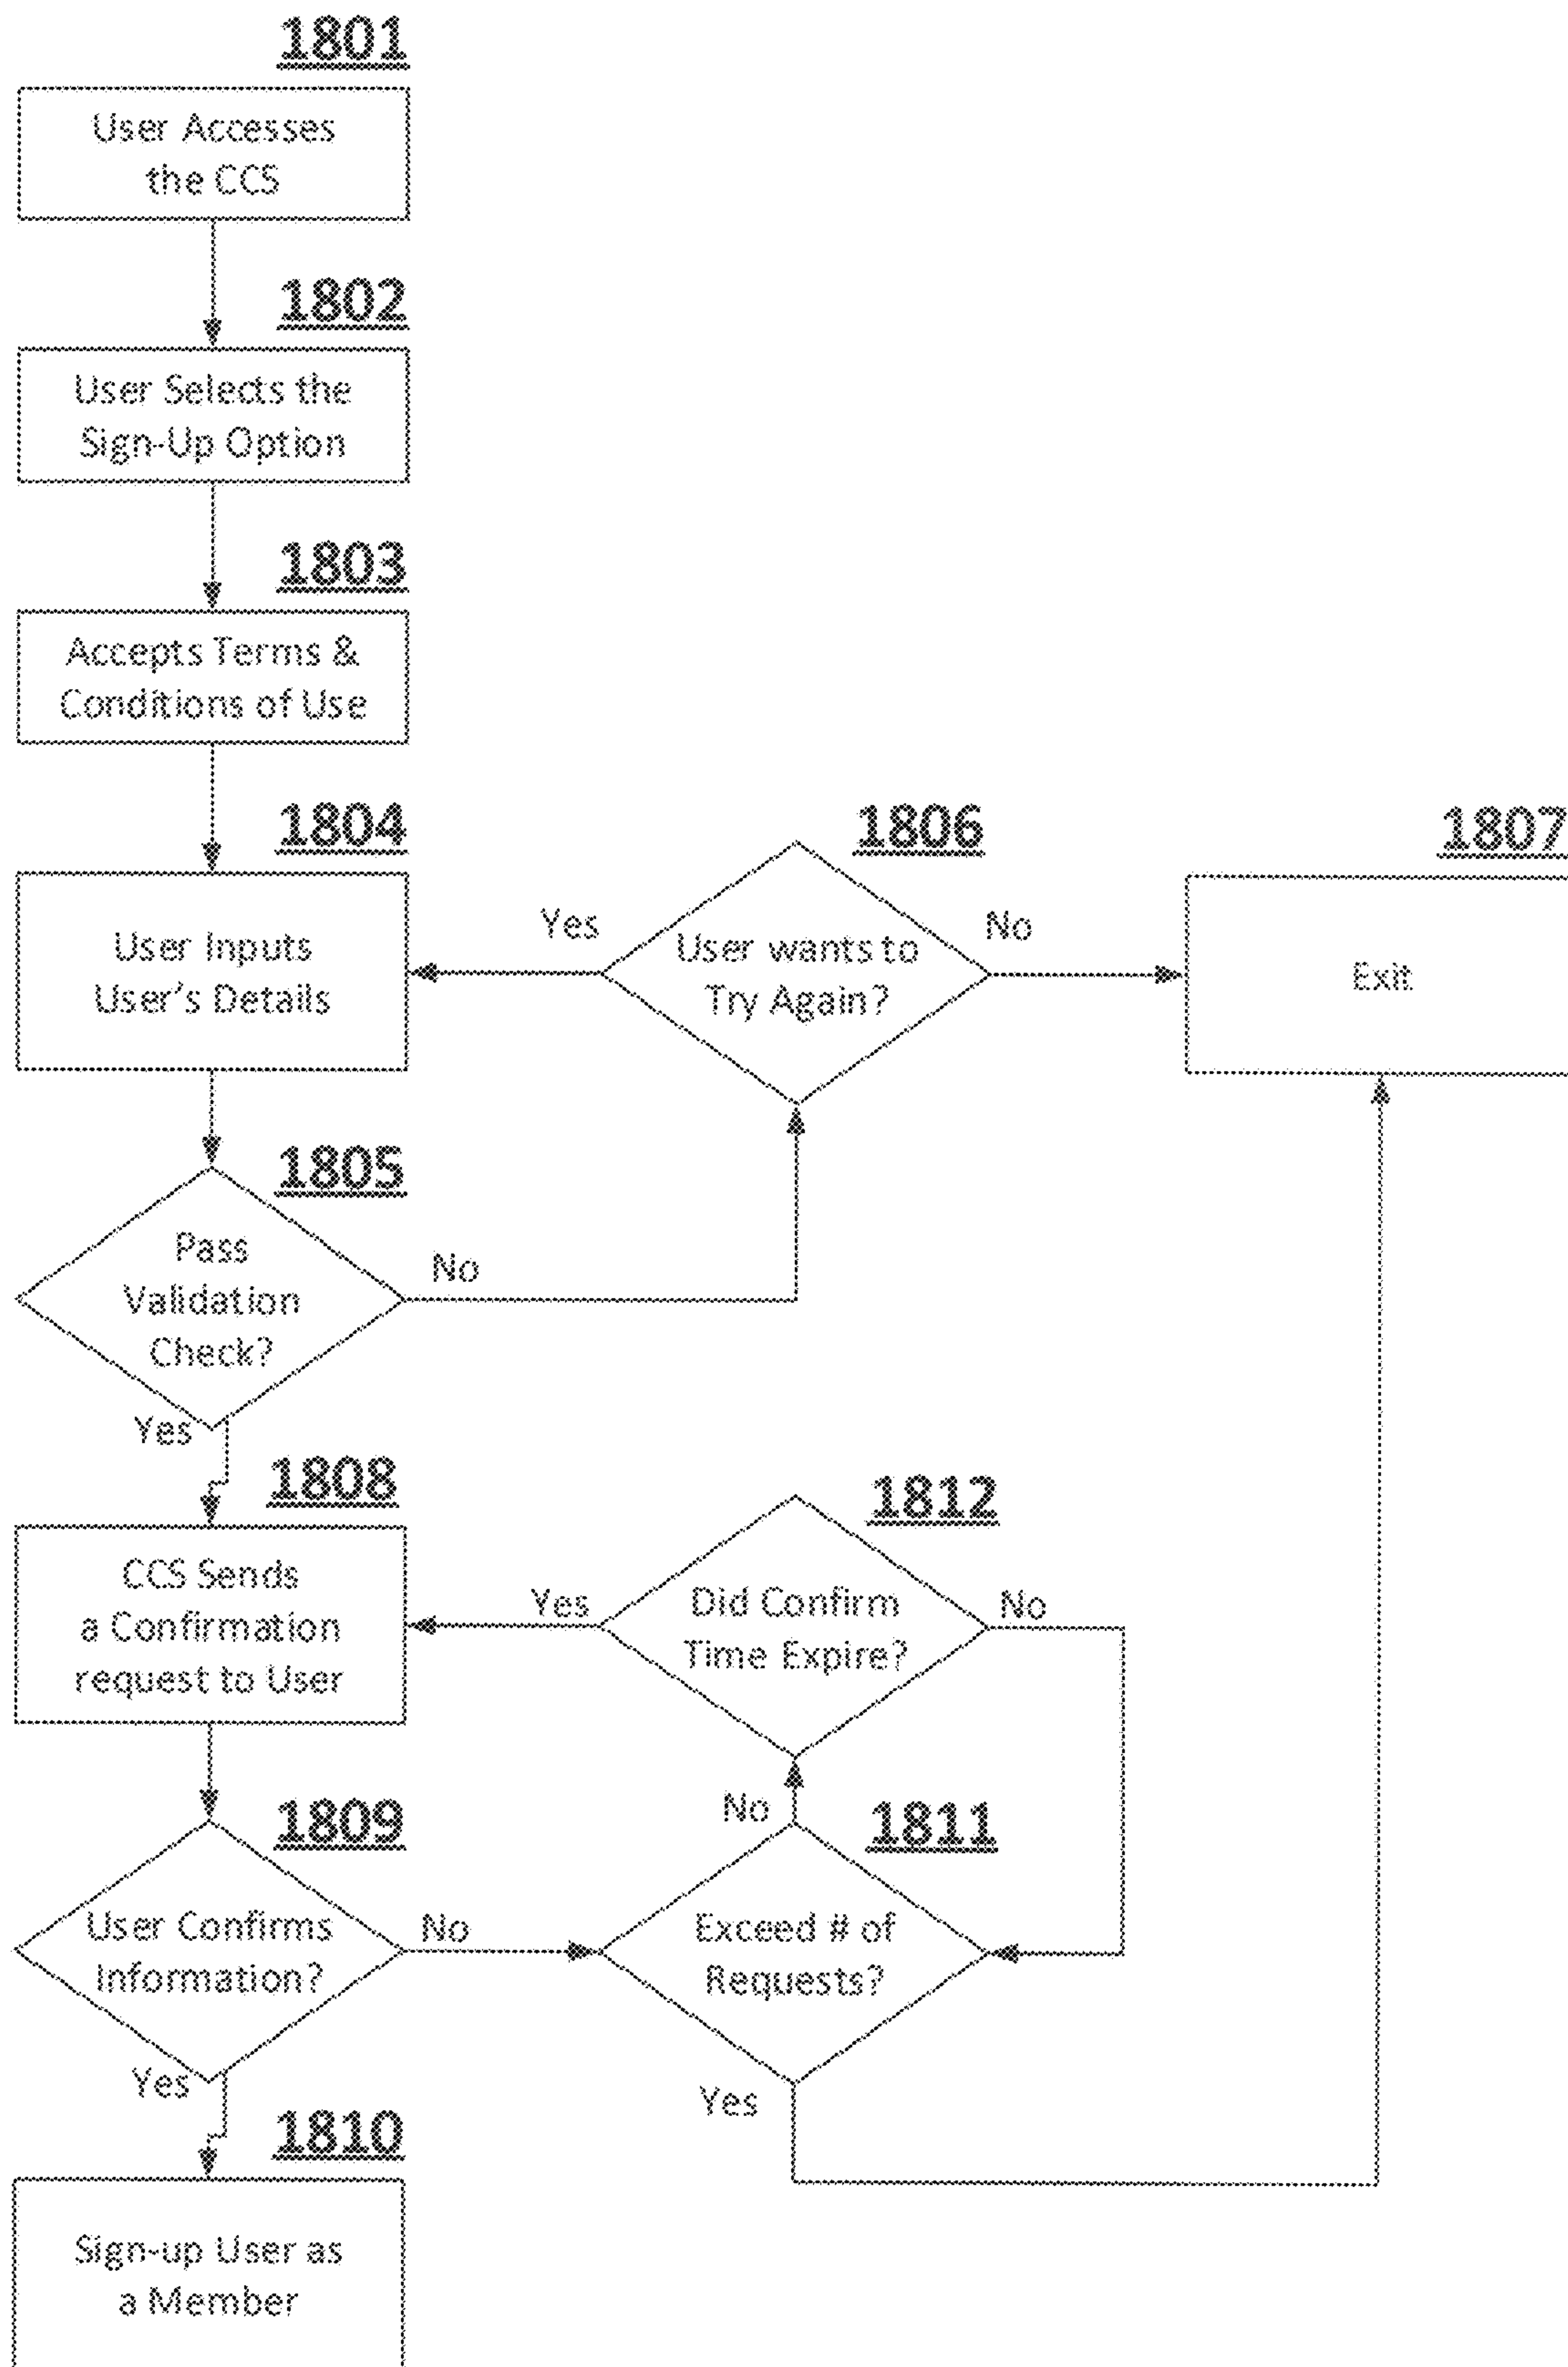 1801
User Accesses
the CCS
1802
User Selects the
Sign-Up Option
1803
Accepts Terms &
Conditions of Use
1804
User Inputs
User's Details
1806
Yes
User wants to
Try Again?
No
1807
Exit
1805
Pass
Validation
Check?
No
Yes
1808
CCS Sends
a Confirmation
request to User
1812
Yes
Did Confirm
Time Expire?
No
1809
User Confirms
Information?
No
Yes
No
1811
Exceed # of
Requests?
Yes
1810
Sign-up User as
a Member